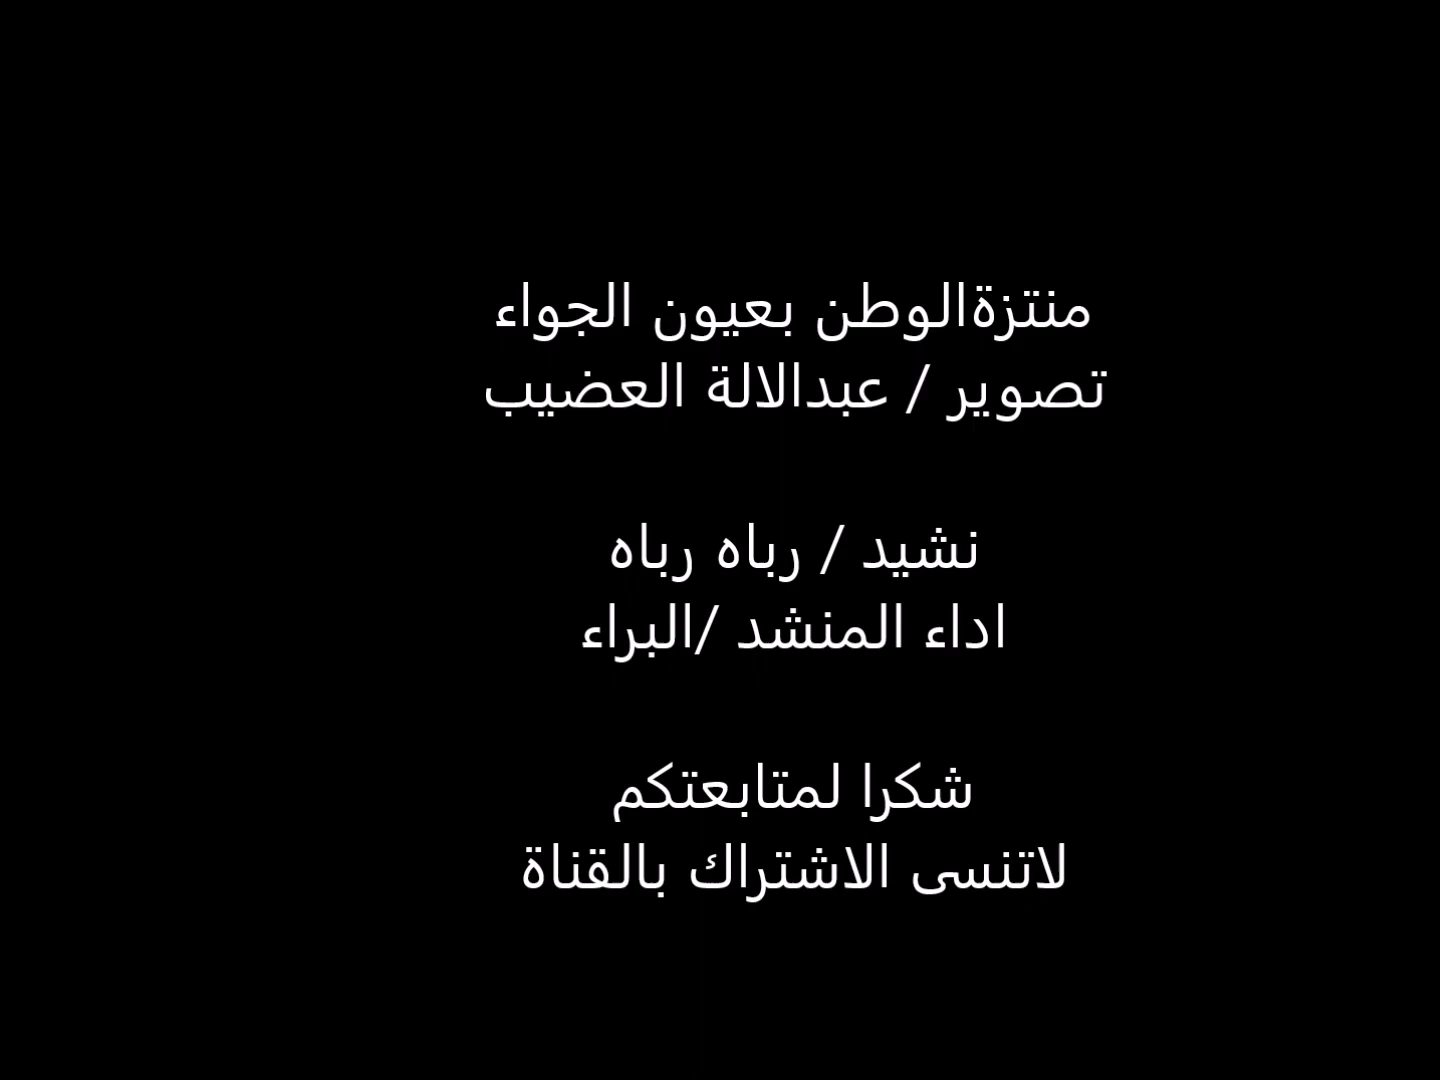 منتزةالوطن بعيون الجواء
تصوير / عبدالالة العضيب
نشيد / رباه رباه
اداء المنشد /البراء
شكرا لمتابعتكم
لاتنسى الاشتراك بالقناة